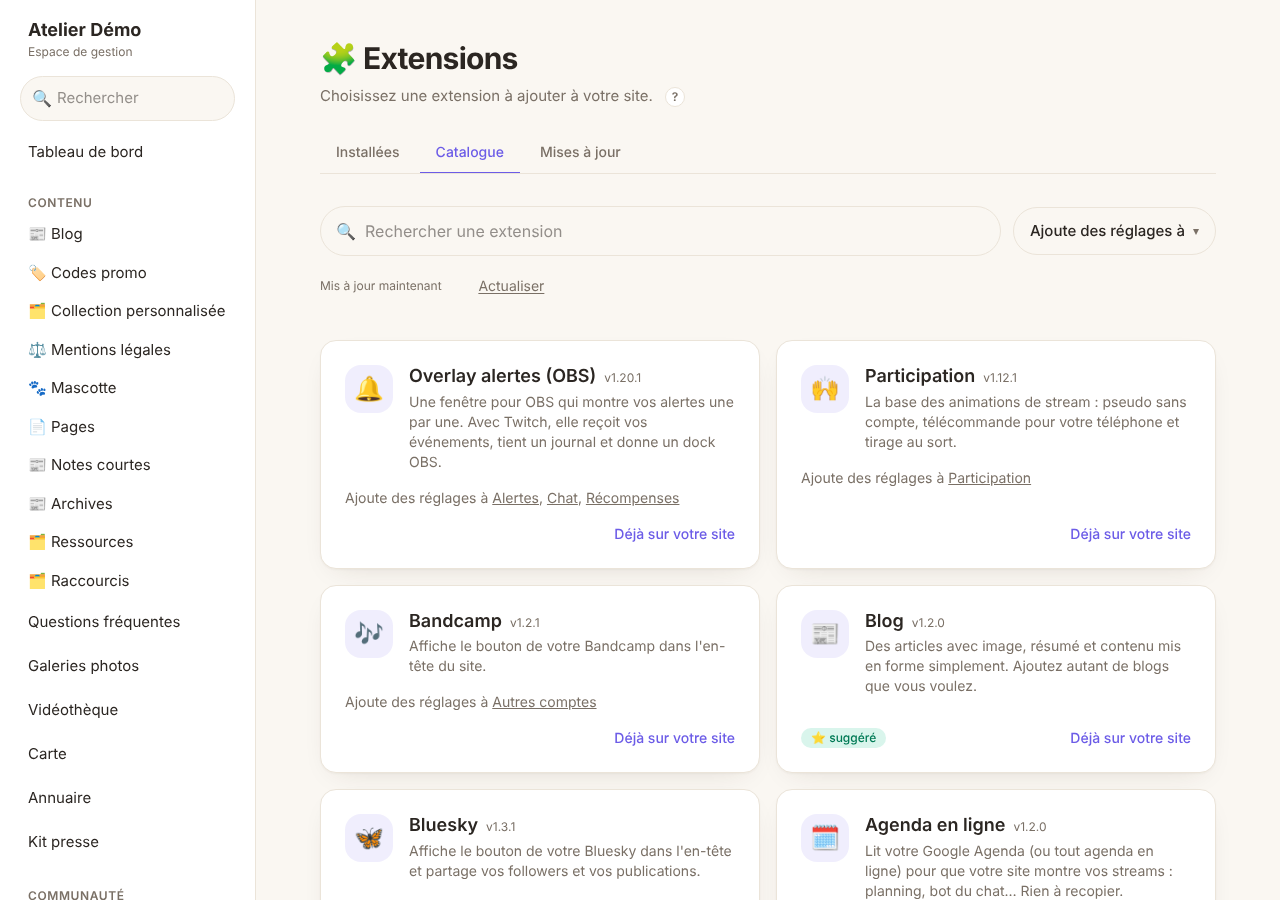 Atelier Démo
Espace de gestion
Rechercher
Tableau de bord
CONTENU
Blog
Codes promo
Collection personnalisée
Mentions légales
Mascotte
Pages
Notes courtes
Archives
Ressources
Raccourcis
Questions fréquentes
Galeries photos
Vidéothèque
Carte
Annuaire
Kit presse
COMMUNAUTÉ
Extensions
Choisissez une extension à ajouter à votre site. ?
Installées Catalogue Mises à jour
Rechercher une extension
Ajoute des réglages à ▾
Mis à jour maintenant Actualiser
Overlay alertes (OBS) v1.20.1
Une fenêtre pour OBS qui montre vos alertes une
par une. Avec Twitch, elle reçoit vos
événements, tient un journal et donne un dock
OBS.
Ajoute des réglages à Alertes, Chat, Récompenses
Déjà sur votre site
Participation v1.12.1
La base des animations de stream : pseudo sans
compte, télécommande pour votre téléphone et
tirage au sort.
Ajoute des réglages à Participation
Déjà sur votre site
Bandcamp v1.2.1
Affiche le bouton de votre Bandcamp dans l'en-
tête du site.
Ajoute des réglages à Autres comptes
Déjà sur votre site
Blog v1.2.0
Des articles avec image, résumé et contenu mis
en forme simplement. Ajoutez autant de blogs
que vous voulez.
⭐ suggéré
Déjà sur votre site
Bluesky v1.3.1
Affiche le bouton de votre Bluesky dans l'en-tête
et partage vos followers et vos publications.
Agenda en ligne v1.2.0
Lit votre Google Agenda (ou tout agenda en
ligne) pour que votre site montre vos streams :
planning, bot du chat… Rien à recopier.